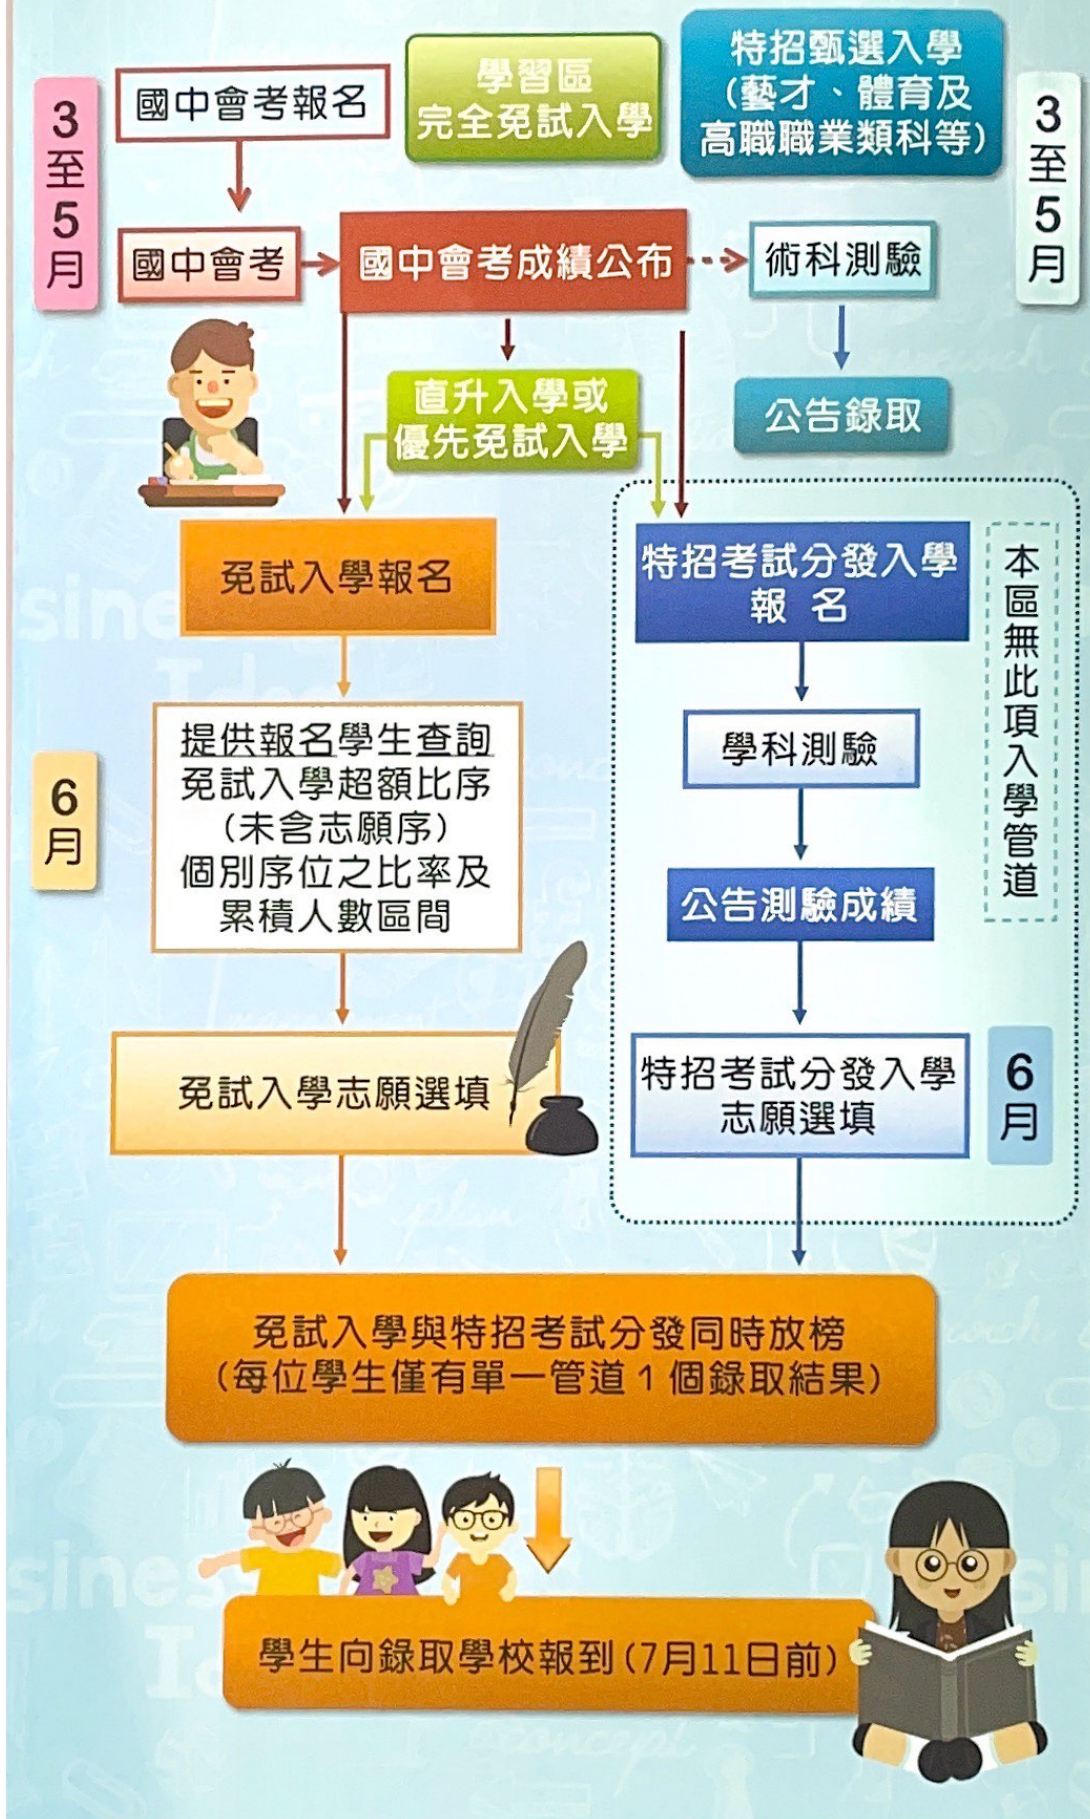 3至5月
國中會考報名
學習區
完全免試入學
特招甄選入學
(藝才、體育及
高職職業類科等)
3至5月
國中會考
國中會考成績公布
術科測驗
直升入學或
優先免試入學
公告錄取
免試入學報名
特招考試分發入學
報 名
本區無此項入學管道
6月
提供報名學生查詢
免試入學超額比序
(未含志願序)
個別序位之比率及
累積人數區間
學科測驗
公告測驗成績
免試入學志願選填
特招考試分發入學
志願選填
6月
免試入學與特招考試分發同時放榜
(每位學生僅有單一管道1個錄取結果)
學生向錄取學校報到(7月11日前)